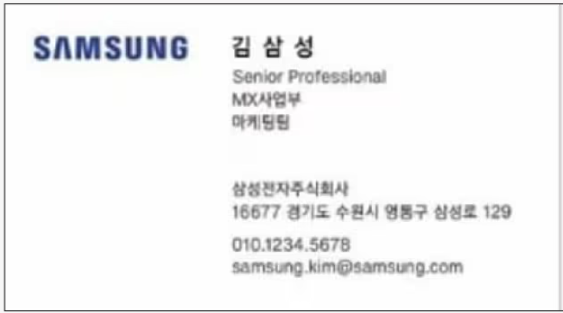 SAMSUNG
김 삼 성
Senior Professional
MX사업부
마케팅팀
삼성전자주식회사
16677 경기도 수원시 영통구 삼성로 129
010.1234.5678
samsung.kim@samsung.com